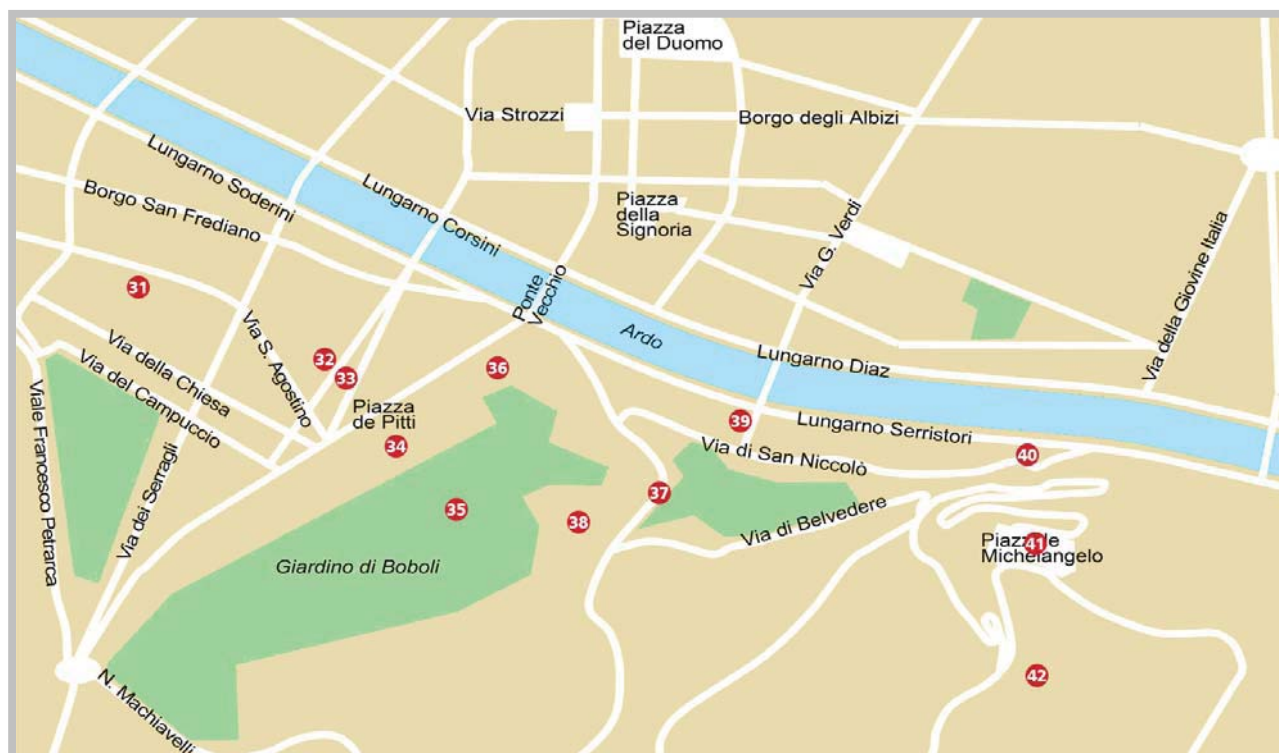 Piazza
del Duomo
Via Strozzi
Borgo degli Albizi
Lungarno Soderini
Lungarno Corsini
Borgo San Frediano
Piazza
della
Signoria
Via G. Verdi
Via della Giovine Italia
31
Ponte
Vecchio
Ardo
Via S. Agostino
Via della Chiesa
Via del Campuccio
32
33
36
Lungarno Diaz
Viale Francesco Petrarca
Piazza
de Pitti
34
39
Lungarno Serristori
Via di San Niccolò
40
Via dei Serragli
35
37
38
Via di Belvedere
Giardino di Boboli
41
Michelangelo
42
N. Machiavelli